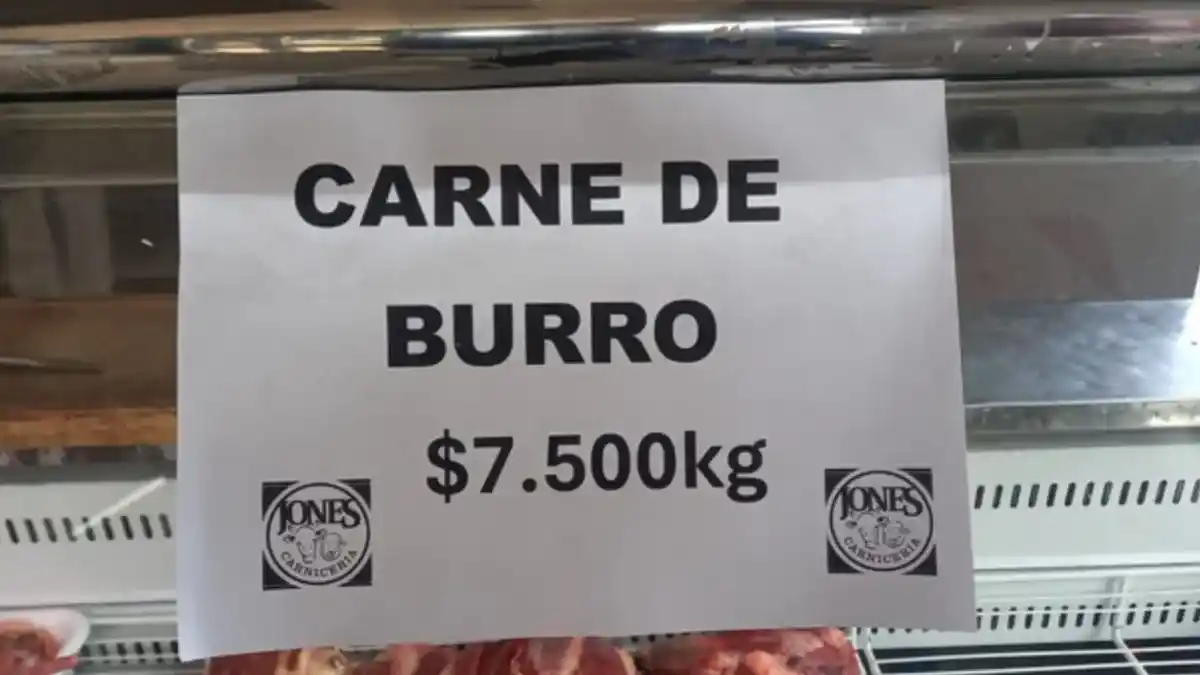 CARNE DE
BURRO
$7.500kg
JONES
CARNICERIA
JONES
CARNICERIA